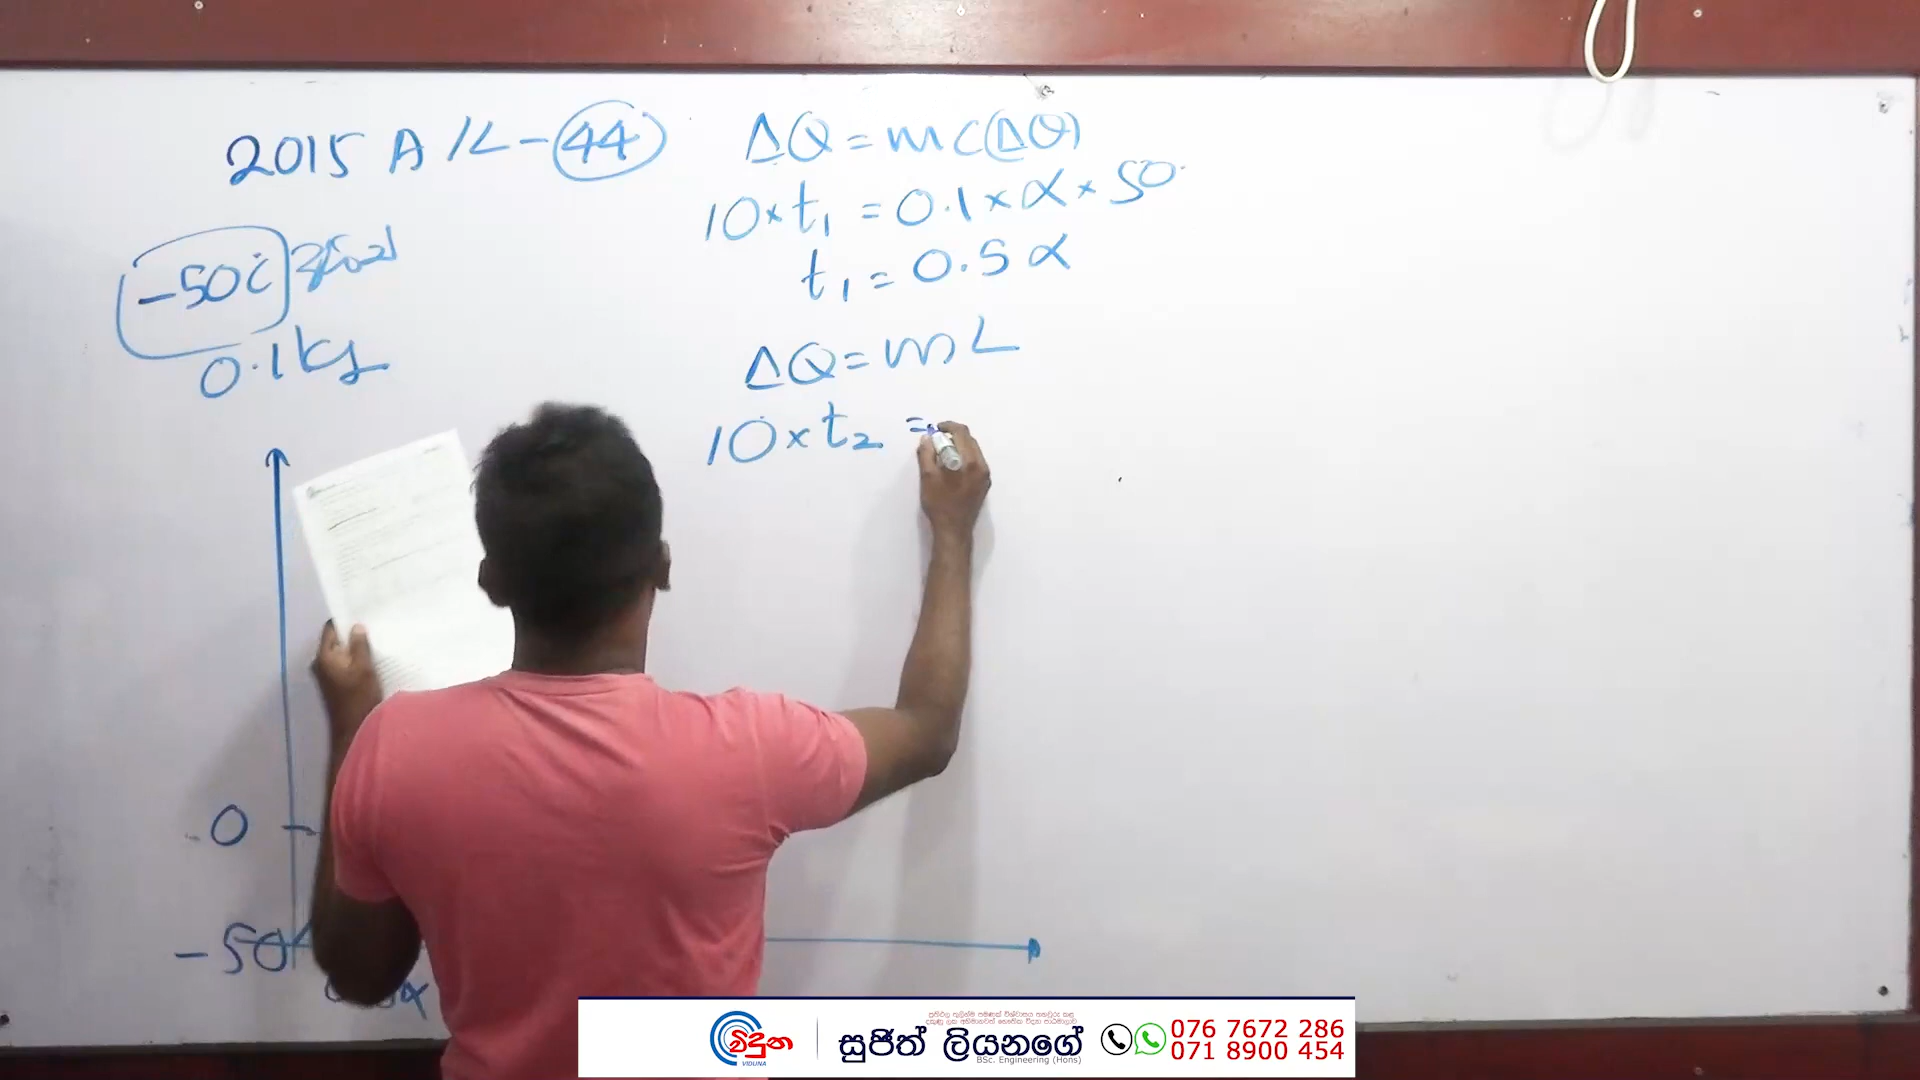 2015 A/L - 44
-50°C
0.1kg
ΔQ = mc(Δθ)
10×t₁ = 0.1×α×50
t₁ = 0.5α
ΔQ = mL
10×t₂ =
0
-50
විදුන
VIDUNA
සුජිත් ලියනගේ
BSc. Engineering (Hons)
076 7672 286
071 8900 454